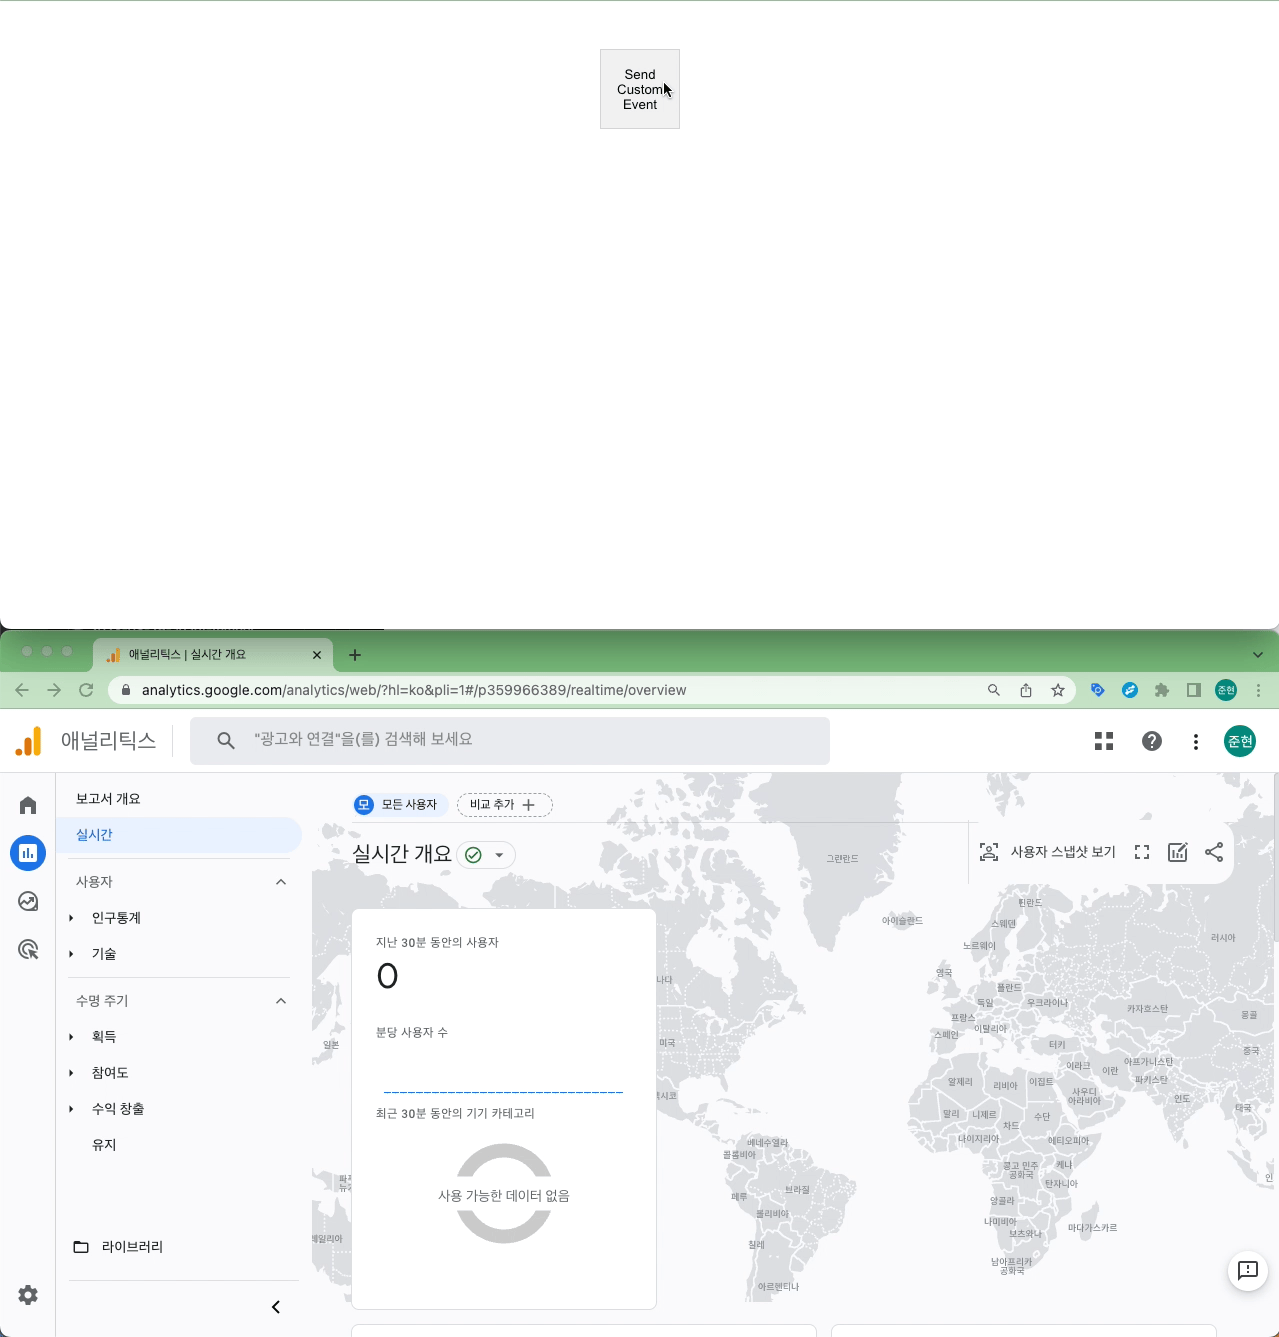 Send
Custom
Event
애널리틱스 | 실시간 개요
analytics.google.com/analytics/web/?hl=ko&pli=1#/p359966389/realtime/overview
준현
애널리틱스
"광고와 연결"을(를) 검색해 보세요
준현
보고서 개요
실시간
사용자
인구통계
기술
수명 주기
획득
참여도
수익 창출
유지
라이브러리
모 모든 사용자
비교 추가
실시간 개요
사용자 스냅샷 보기
지난 30분 동안의 사용자
0
분당 사용자 수
최근 30분 동안의 기기 카테고리
사용 가능한 데이터 없음
그린란드
아이슬란드
핀란드
스웨덴
노르웨이
러시아
영국
폴란드
독일
우크라이나
프랑스
카자흐스탄
몽골
이탈리아
스페인
터키
중국
일본
나다
미국
이라크
이란
아프가니스탄
파키스탄
알제리
리비아
이집트
사우디
아라비아
인도
태국
말리
니제르
수단
차드
나이지리아
에티오피아
베네수엘라
콜롬비아
콩고 민주
공화국
케냐
탄자니아
페루
브라질
볼리비아
앙골라
나미비아
보츠와나
마다가스카르
칠레
남아프리카
공화국
아르헨티나